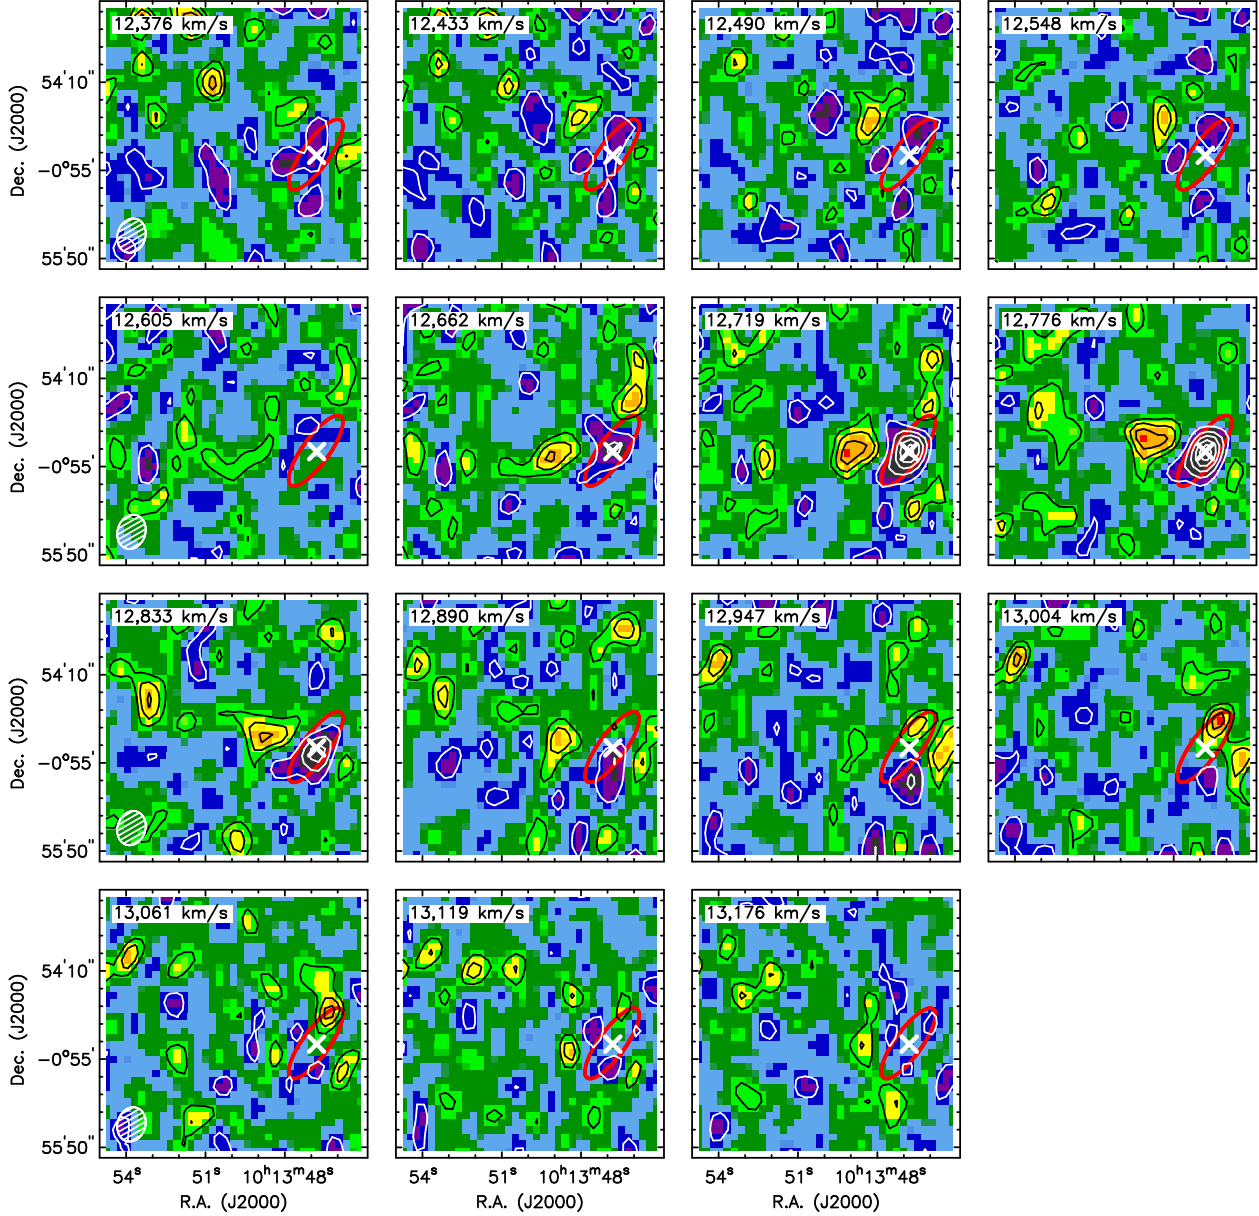 12,376 km/s 12,433 km/s 12,490 km/s 12,548 km/s
54'10"
Dec. (J2000)
−0°55'
55'50"
12,605 km/s 12,662 km/s 12,719 km/s 12,776 km/s
54'10"
Dec. (J2000)
−0°55'
55'50"
12,833 km/s 12,890 km/s 12,947 km/s 13,004 km/s
54'10"
Dec. (J2000)
−0°55'
55'50"
13,061 km/s 13,119 km/s 13,176 km/s
54'10"
Dec. (J2000)
−0°55'
55'50"
54ˢ 51ˢ 10ʰ13ᵐ48ˢ 54ˢ 51ˢ 10ʰ13ᵐ48ˢ 54ˢ 51ˢ 10ʰ13ᵐ48ˢ
R.A. (J2000) R.A. (J2000) R.A. (J2000)